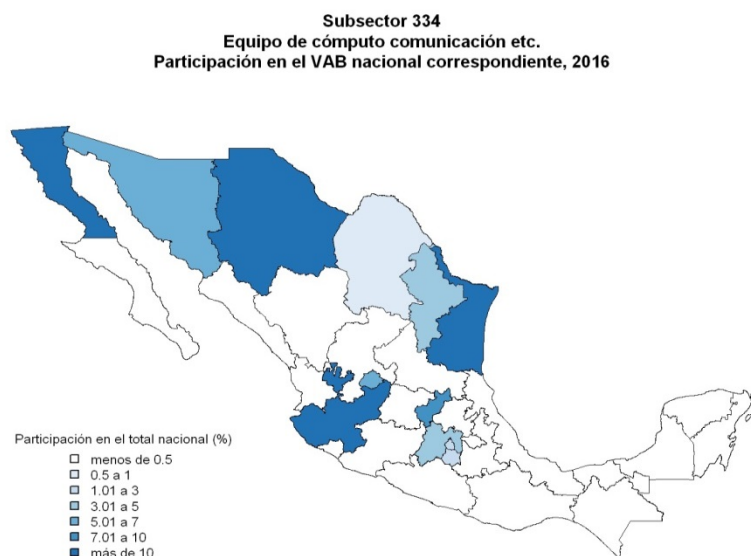 Subsector 334
Equipo de cómputo comunicación etc.
Participación en el VAB nacional correspondiente, 2016
Participación en el total nacional (%)
menos de 0.5
0.5 a 1
1.01 a 3
3.01 a 5
5.01 a 7
7.01 a 10
más de 10